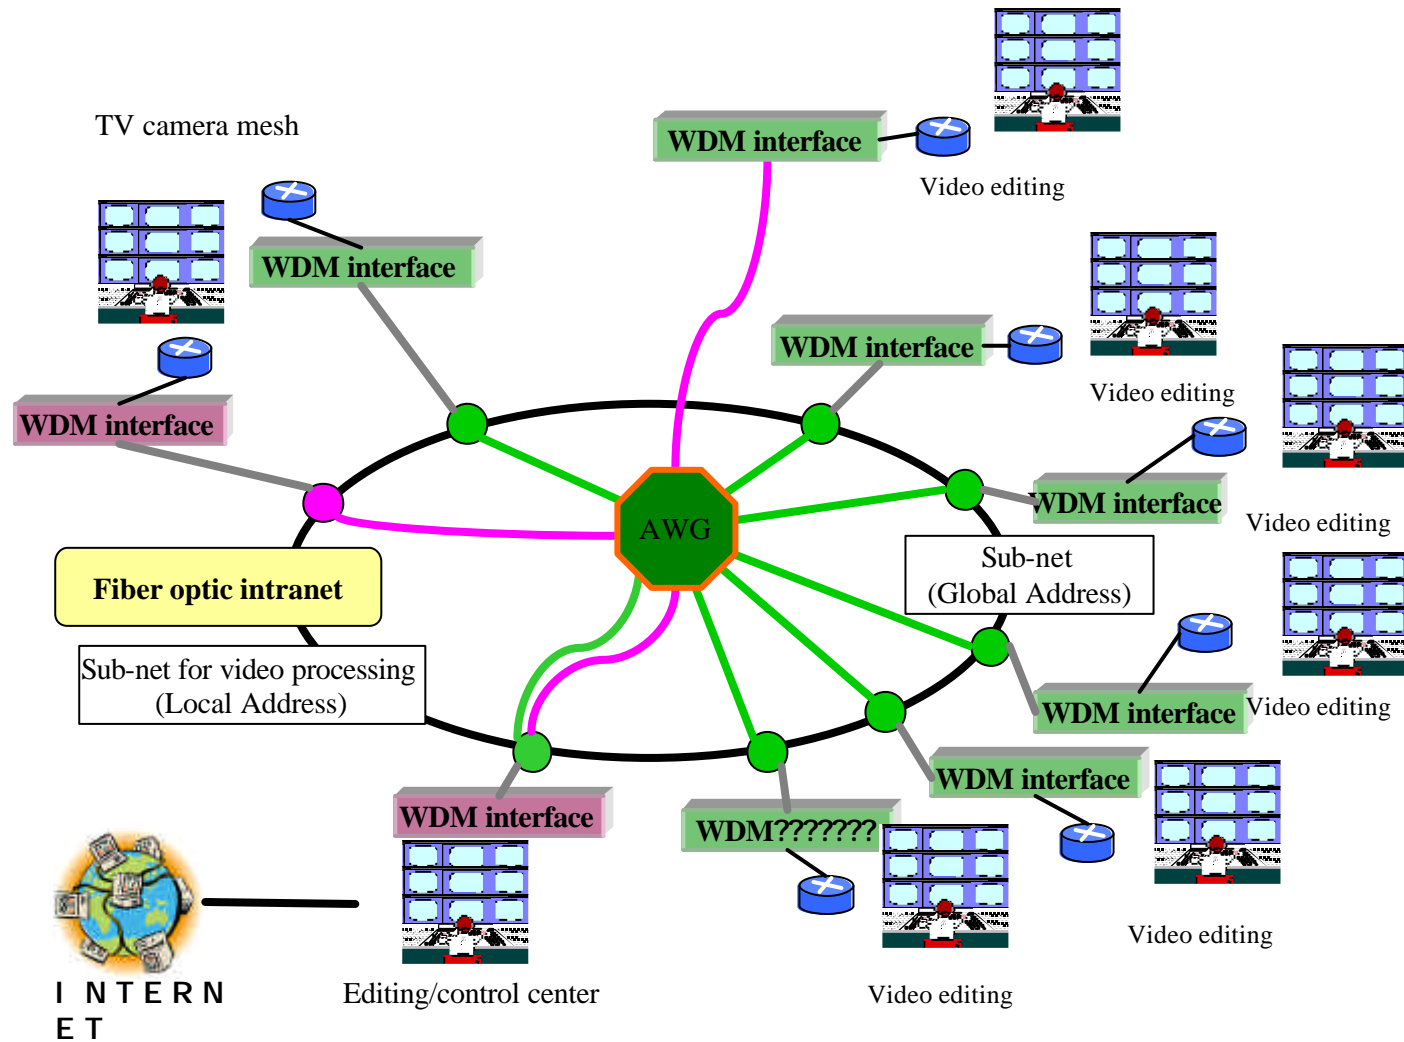 TV camera mesh
WDM interface
Video editing
WDM interface
WDM interface
Video editing
WDM interface
WDM interface
Video editing
AWG
Sub-net
(Global Address)
Fiber optic intranet
Sub-net for video processing
(Local Address)
WDM interface
Video editing
WDM interface
WDM interface
WDM???????
Video editing
Editing/control center
Video editing
I N T E R N
E T